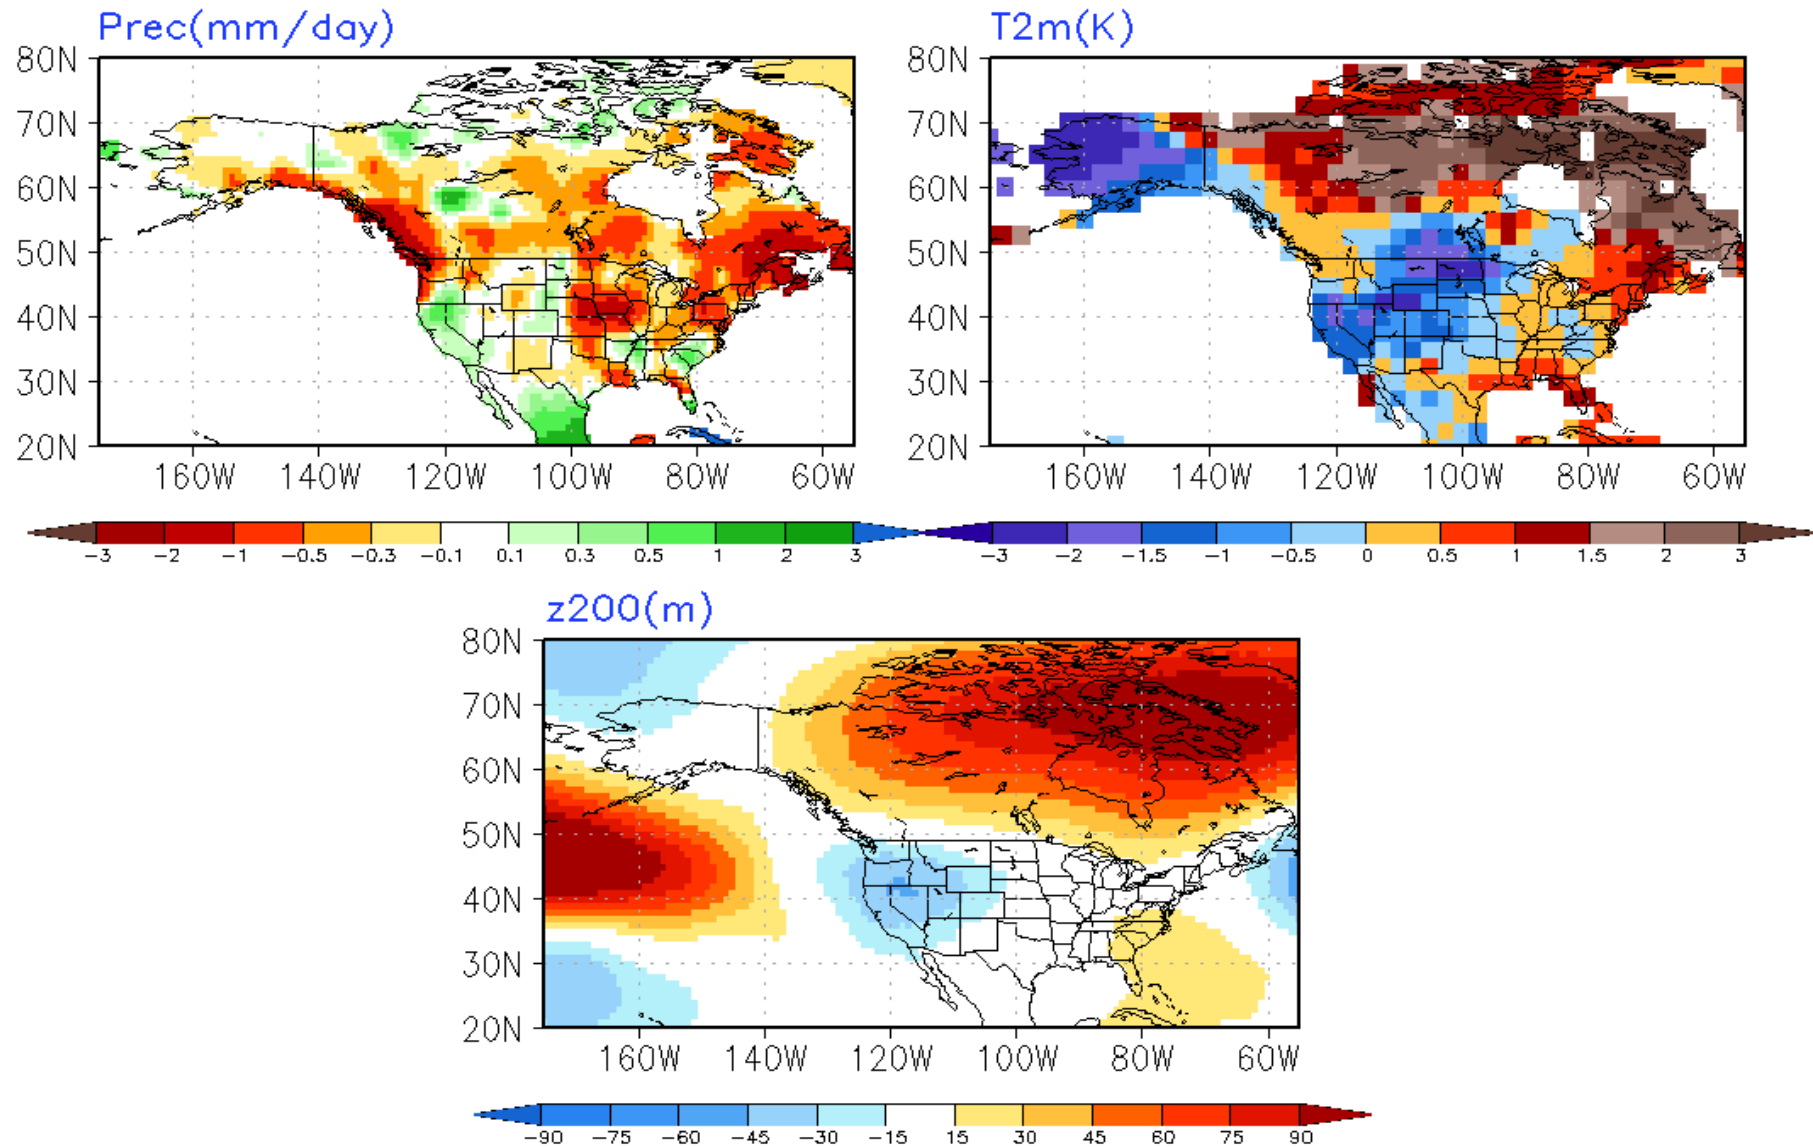 Prec(mm/day)
T2m(K)
80N
70N
60N
50N
40N
30N
20N
160W 140W 120W 100W 80W 60W
80N
70N
60N
50N
40N
30N
20N
160W 140W 120W 100W 80W 60W
-3 -2 -1 -0.5 -0.3 -0.1 0.1 0.3 0.5 1 2 3
-3 -2 -1.5 -1 -0.5 0 0.5 1 1.5 2 3
z200(m)
80N
70N
60N
50N
40N
30N
20N
160W 140W 120W 100W 80W 60W
-90 -75 -60 -45 -30 -15 15 30 45 60 75 90